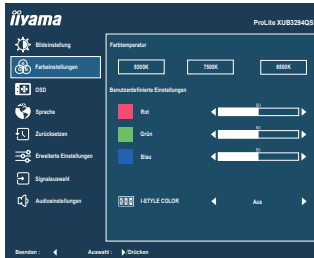 iiyama
ProLite XUB3294QS
Bildeinstellung
Farbeinstellungen
OSD
Sprache
Zurücksetzen
Erweiterte Einstellungen
Signalauswahl
Audioeinstellungen
Farbtemperatur
9300K 7500K 6500K
Benutzerdefinierte Einstellungen
Rot 50
Grün 50
Blau 50
I-STYLE COLOR Aus
Beenden : Auswahl : /Drücken